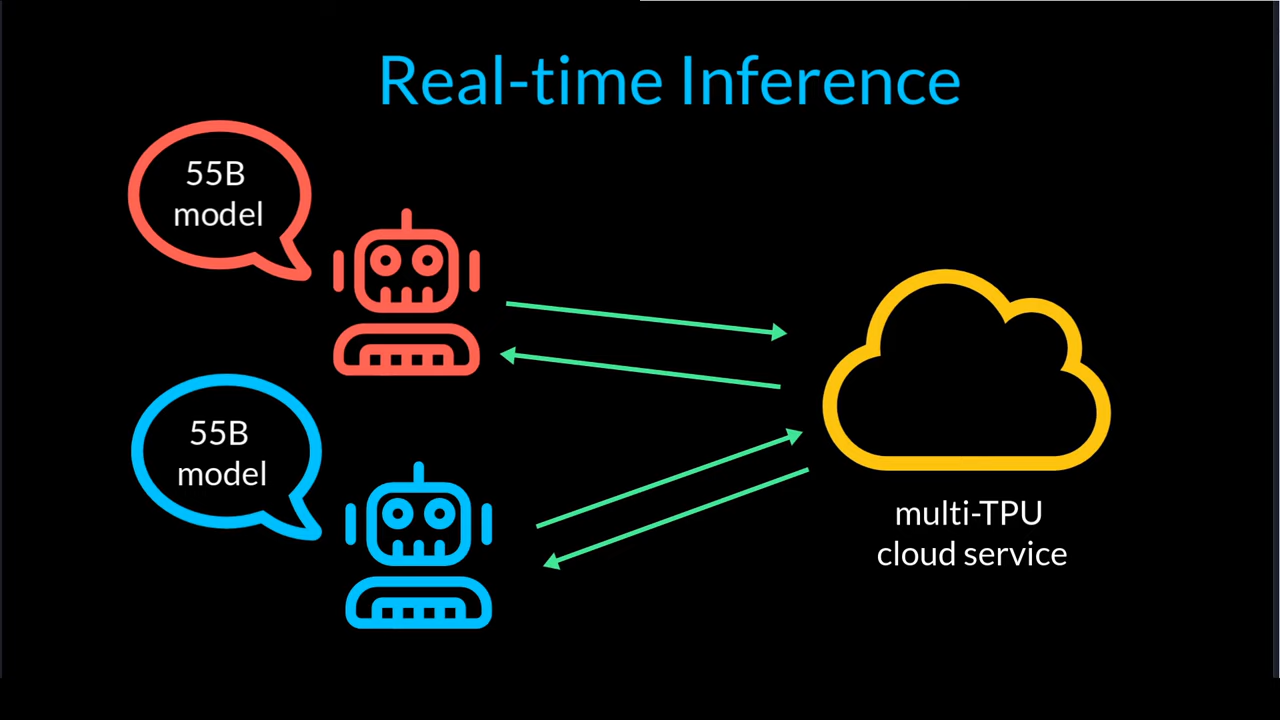 Real-time Inference
55B
model
55B
model
multi-TPU
cloud service